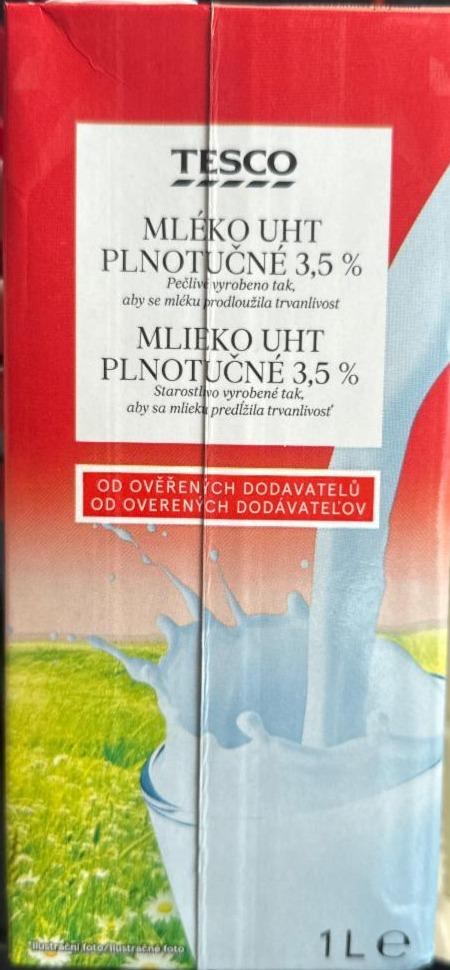 TESCO
MLÉKO UHT
PLNOTUČNÉ 3,5 %
Pečlivě vyrobeno tak,
aby se mléku prodloužila trvanlivost
MLIEKO UHT
PLNOTUČNÉ 3,5 %
Starostlivo vyrobené tak,
aby sa mlieku predĺžila trvanlivosť
OD OVĚŘENÝCH DODAVATELŮ
OD OVERENÝCH DODÁVATEĽOV
*Ilustrační foto/Ilustračné foto
1 L ℮